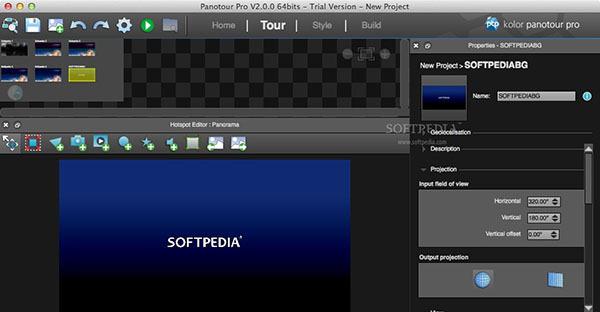 Panotour Pro V2.0.0 64bits - Trial Version - New Project
Home
Tour
Style
Build
ptp kolor panotour pro
Properties - SOFTPEDIABG
New Project > SOFTPEDIABG
Name: SOFTPEDIABG
Hotspot Editor : Panorama
SOFTPEDIA
www.softpedia.com
Geolocalisation
Description
Projection
Input field of view
Horizontal 320.00°
Vertical 180.00°
Vertical offset 0.00°
Output projection
SOFTPEDIA®